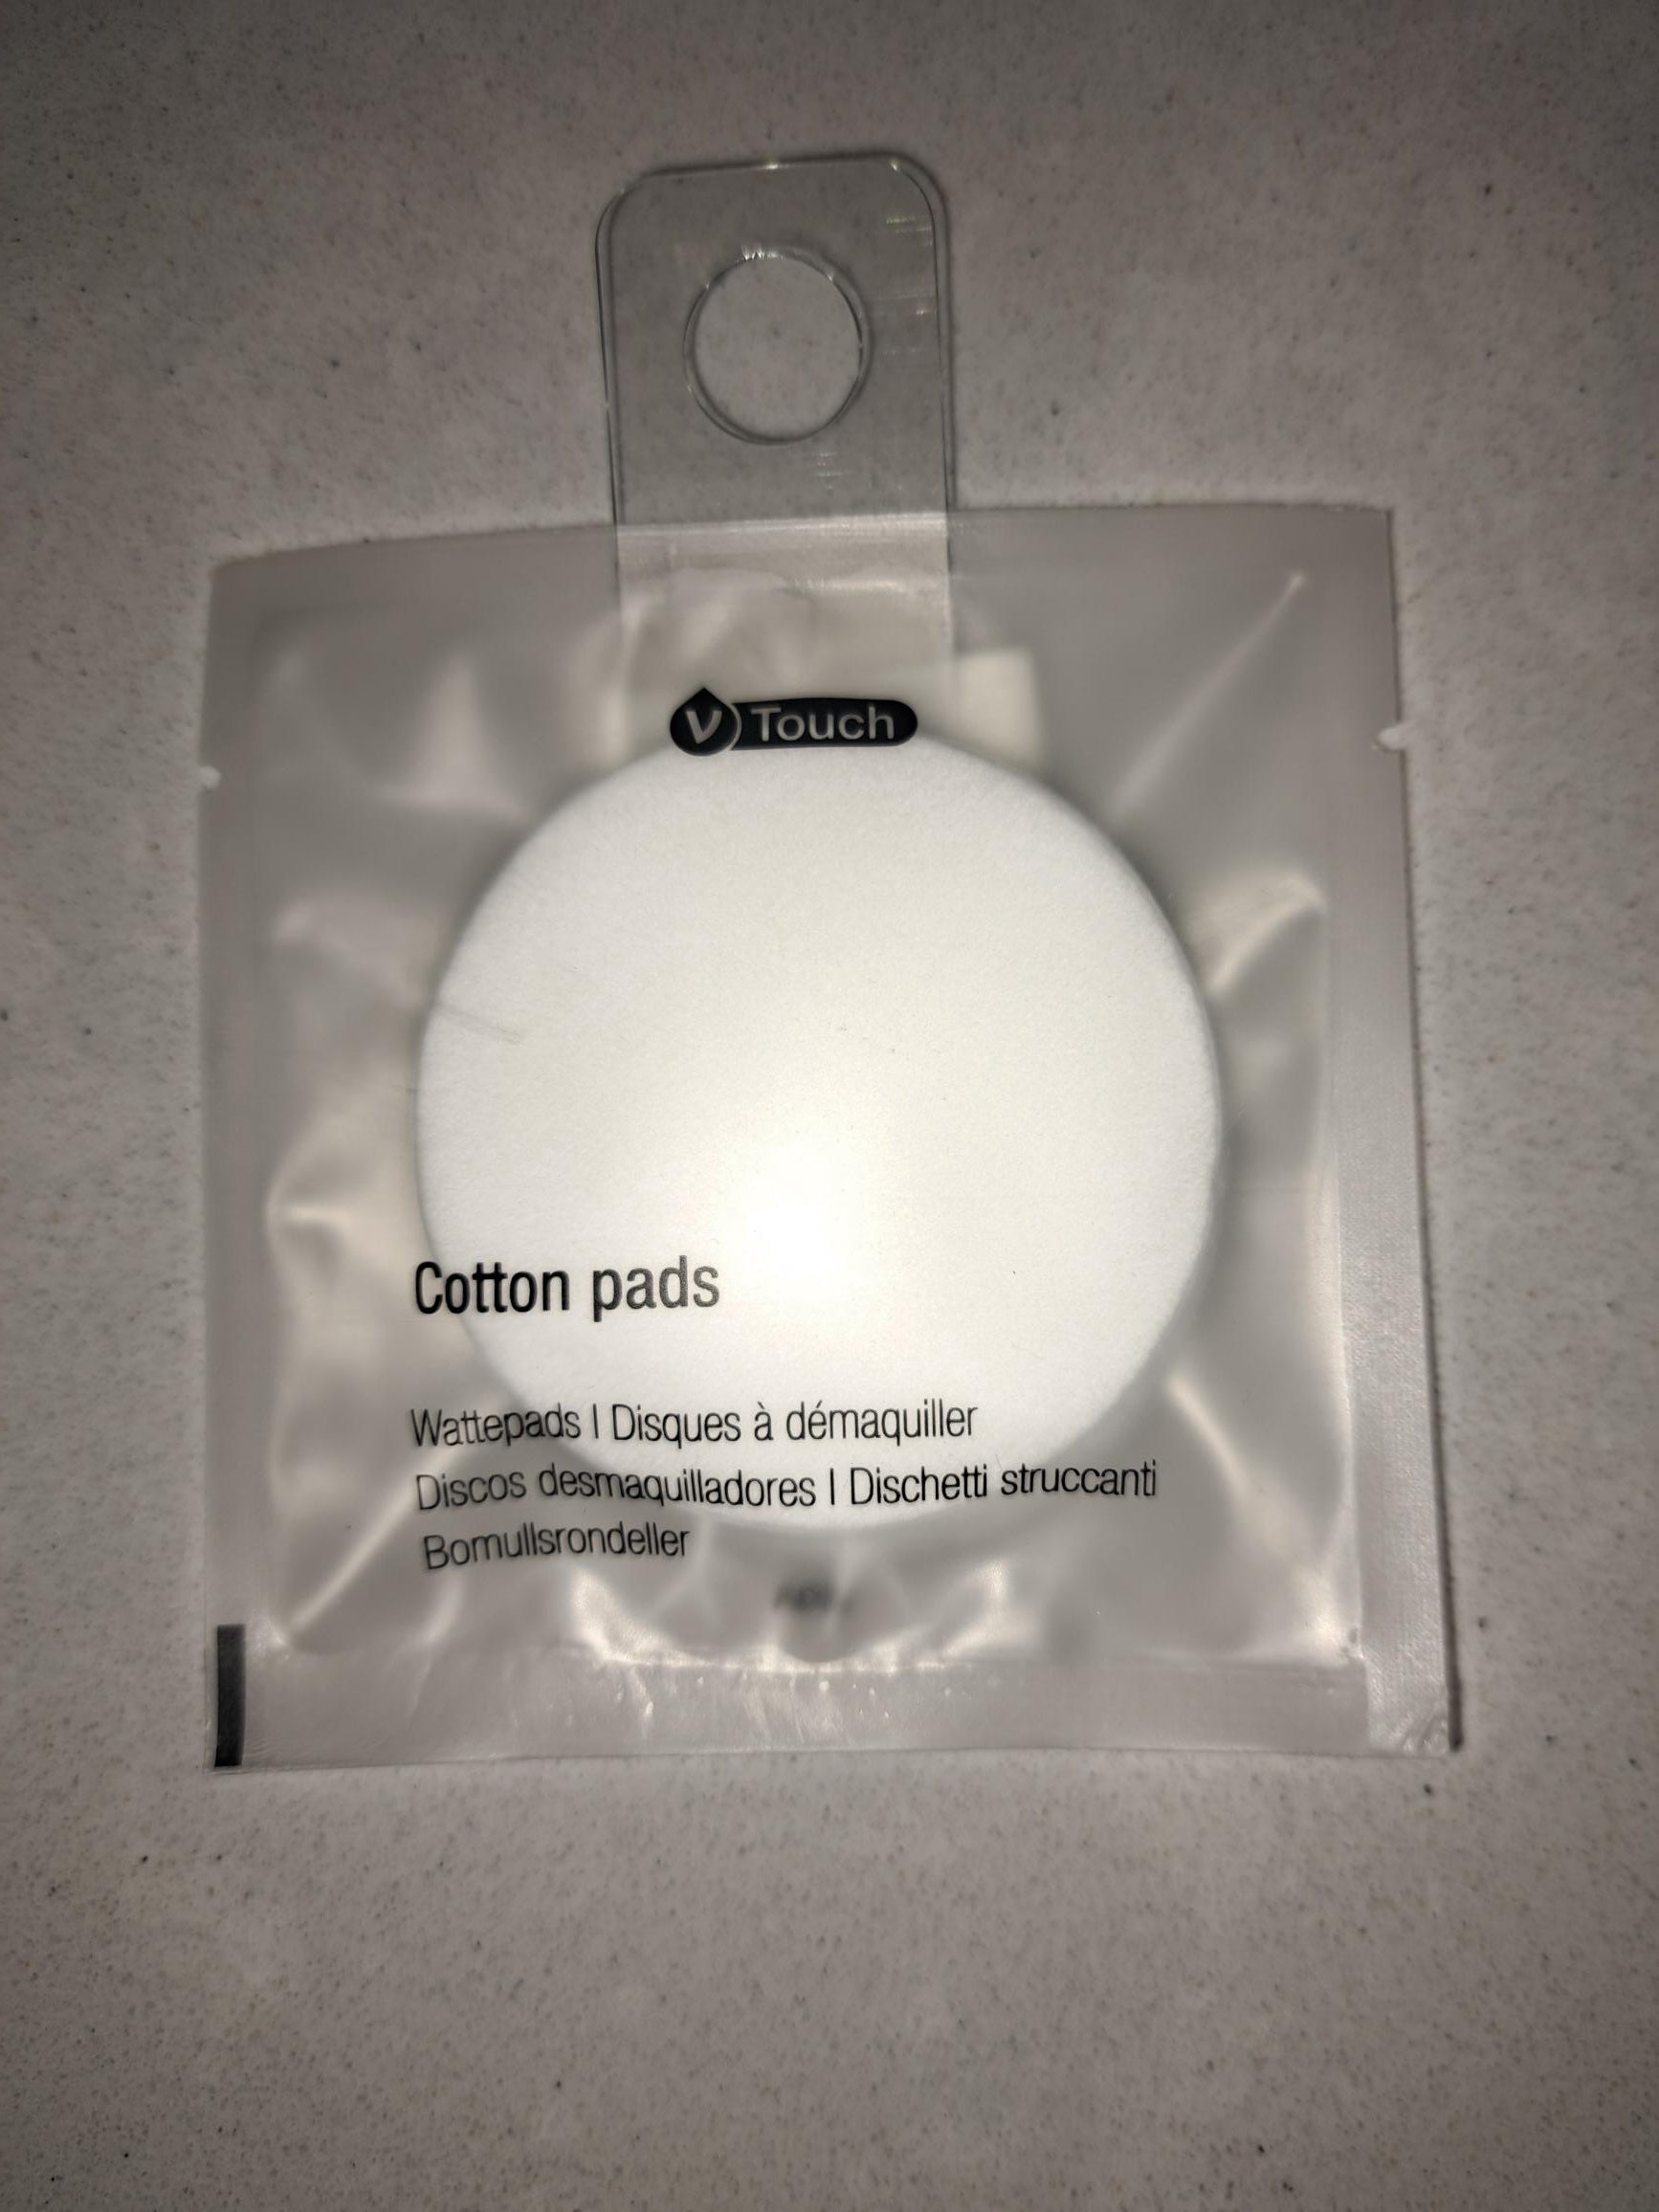 V Touch
Cotton pads
Wattepads | Disques à démaquiller
Discos desmaquilladores | Dischetti struccanti
Bomullsrondeller